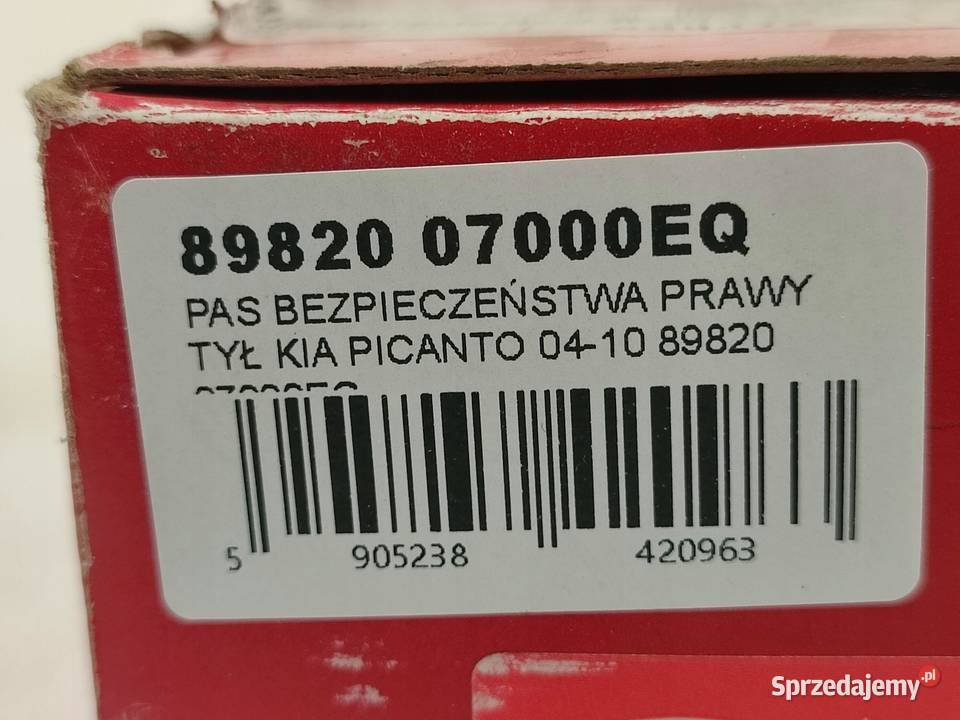 89820 07000EQ
PAS BEZPIECZEŃSTWA PRAWY
TYŁ KIA PICANTO 04-10 89820
5 905238 420963
Sprzedajemy.pl